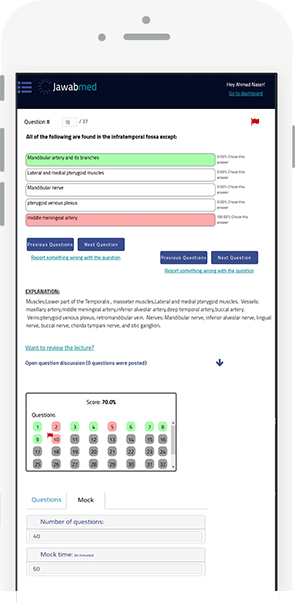 Jawabmed
Hey Ahmad Naser!
Go to dashboard
Question # 10 / 37
All of the following are found in the infratemporal fossa except:
Mandibular artery and its branches
0.00% Chose this
answer
Lateral and medial pterygoid muscles
0.00% Chose this
answer
Mandibular nerve
0.00% Chose this
answer
pterygoid venous plexus
0.00% Chose this
answer
middle meningeal artery
100.00% Chose this
answer
Previous Questions
Next Question
Report something wrong with the question
Previous Questions
Next Question
Report something wrong with the question
EXPLANATION:
Muscles:Lower part of the Temporalis , masseter muscles,Lateral and medial pterygoid muscles. Vessels:
maxillary artery,middle meningeal artery,inferior alveolar artery,deep temporal artery,buccal artery.
Veins:pterygoid venous plexus, retromandibular vein. Nerves: Mandibular nerve, inferior alveolar nerve, lingual
nerve, buccal nerve, chorda tympani nerve, and otic ganglion.
Want to review the lecture?
Open question discussion (0 questions were posted)
Score: 70.0%
Questions
1 2 3 4 5 6 7 8
9 10 11 12 13 14 15 16
17 18 19 20 21 22 23 24
25 26 27 28 29 30 31 32
Questions
Mock
Number of questions:
40
Mock time: (in minutes)
50